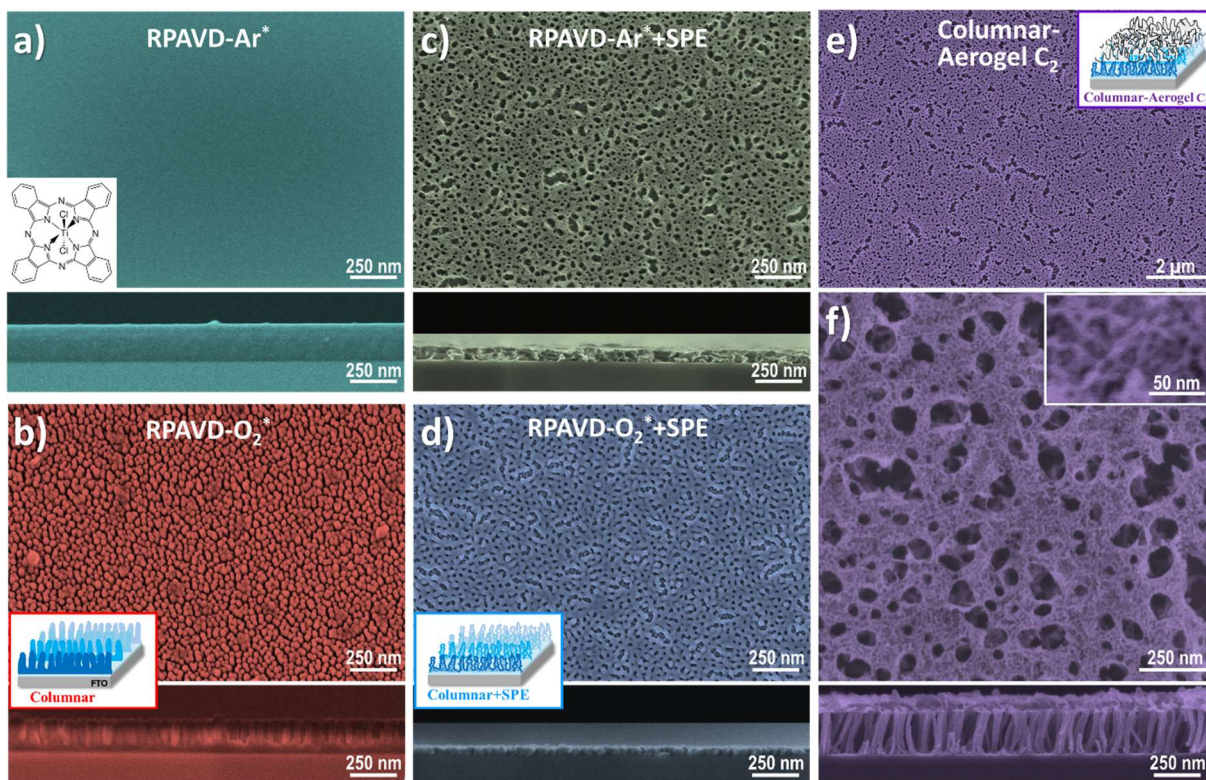 a) RPAVD-Ar*
Cl
N
N
N
N
Ti
N
N
N
N
Cl
250 nm
250 nm
b) RPAVD-O₂*
FTO
Columnar
250 nm
250 nm
c) RPAVD-Ar*+SPE
250 nm
250 nm
d) RPAVD-O₂*+SPE
Columnar+SPE
250 nm
250 nm
e) Columnar-
Aerogel C₂
Columnar-Aerogel C
2 µm
f)
50 nm
250 nm
250 nm